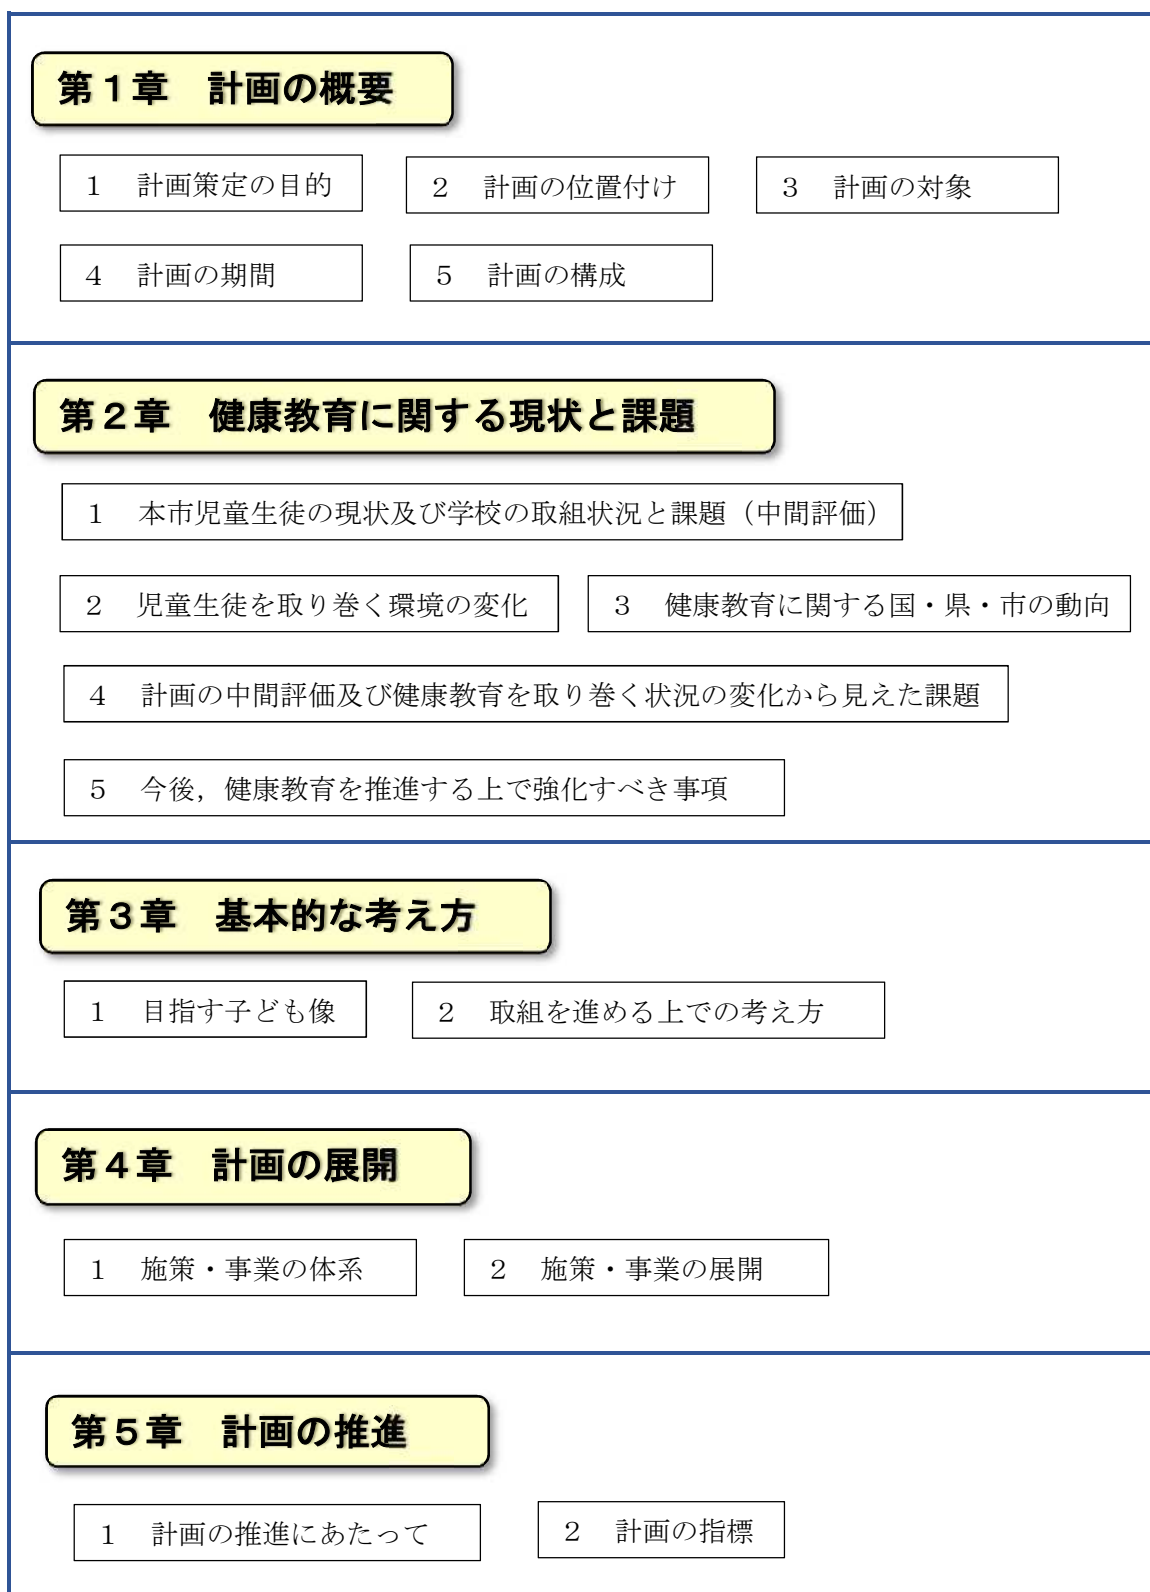 第１章　計画の概要
１　計画策定の目的
２　計画の位置付け
３　計画の対象
４　計画の期間
５　計画の構成
第２章　健康教育に関する現状と課題
１　本市児童生徒の現状及び学校の取組状況と課題（中間評価）
２　児童生徒を取り巻く環境の変化
３　健康教育に関する国・県・市の動向
４　計画の中間評価及び健康教育を取り巻く状況の変化から見えた課題
５　今後，健康教育を推進する上で強化すべき事項
第３章　基本的な考え方
１　目指す子ども像
２　取組を進める上での考え方
第４章　計画の展開
１　施策・事業の体系
２　施策・事業の展開
第５章　計画の推進
１　計画の推進にあたって
２　計画の指標